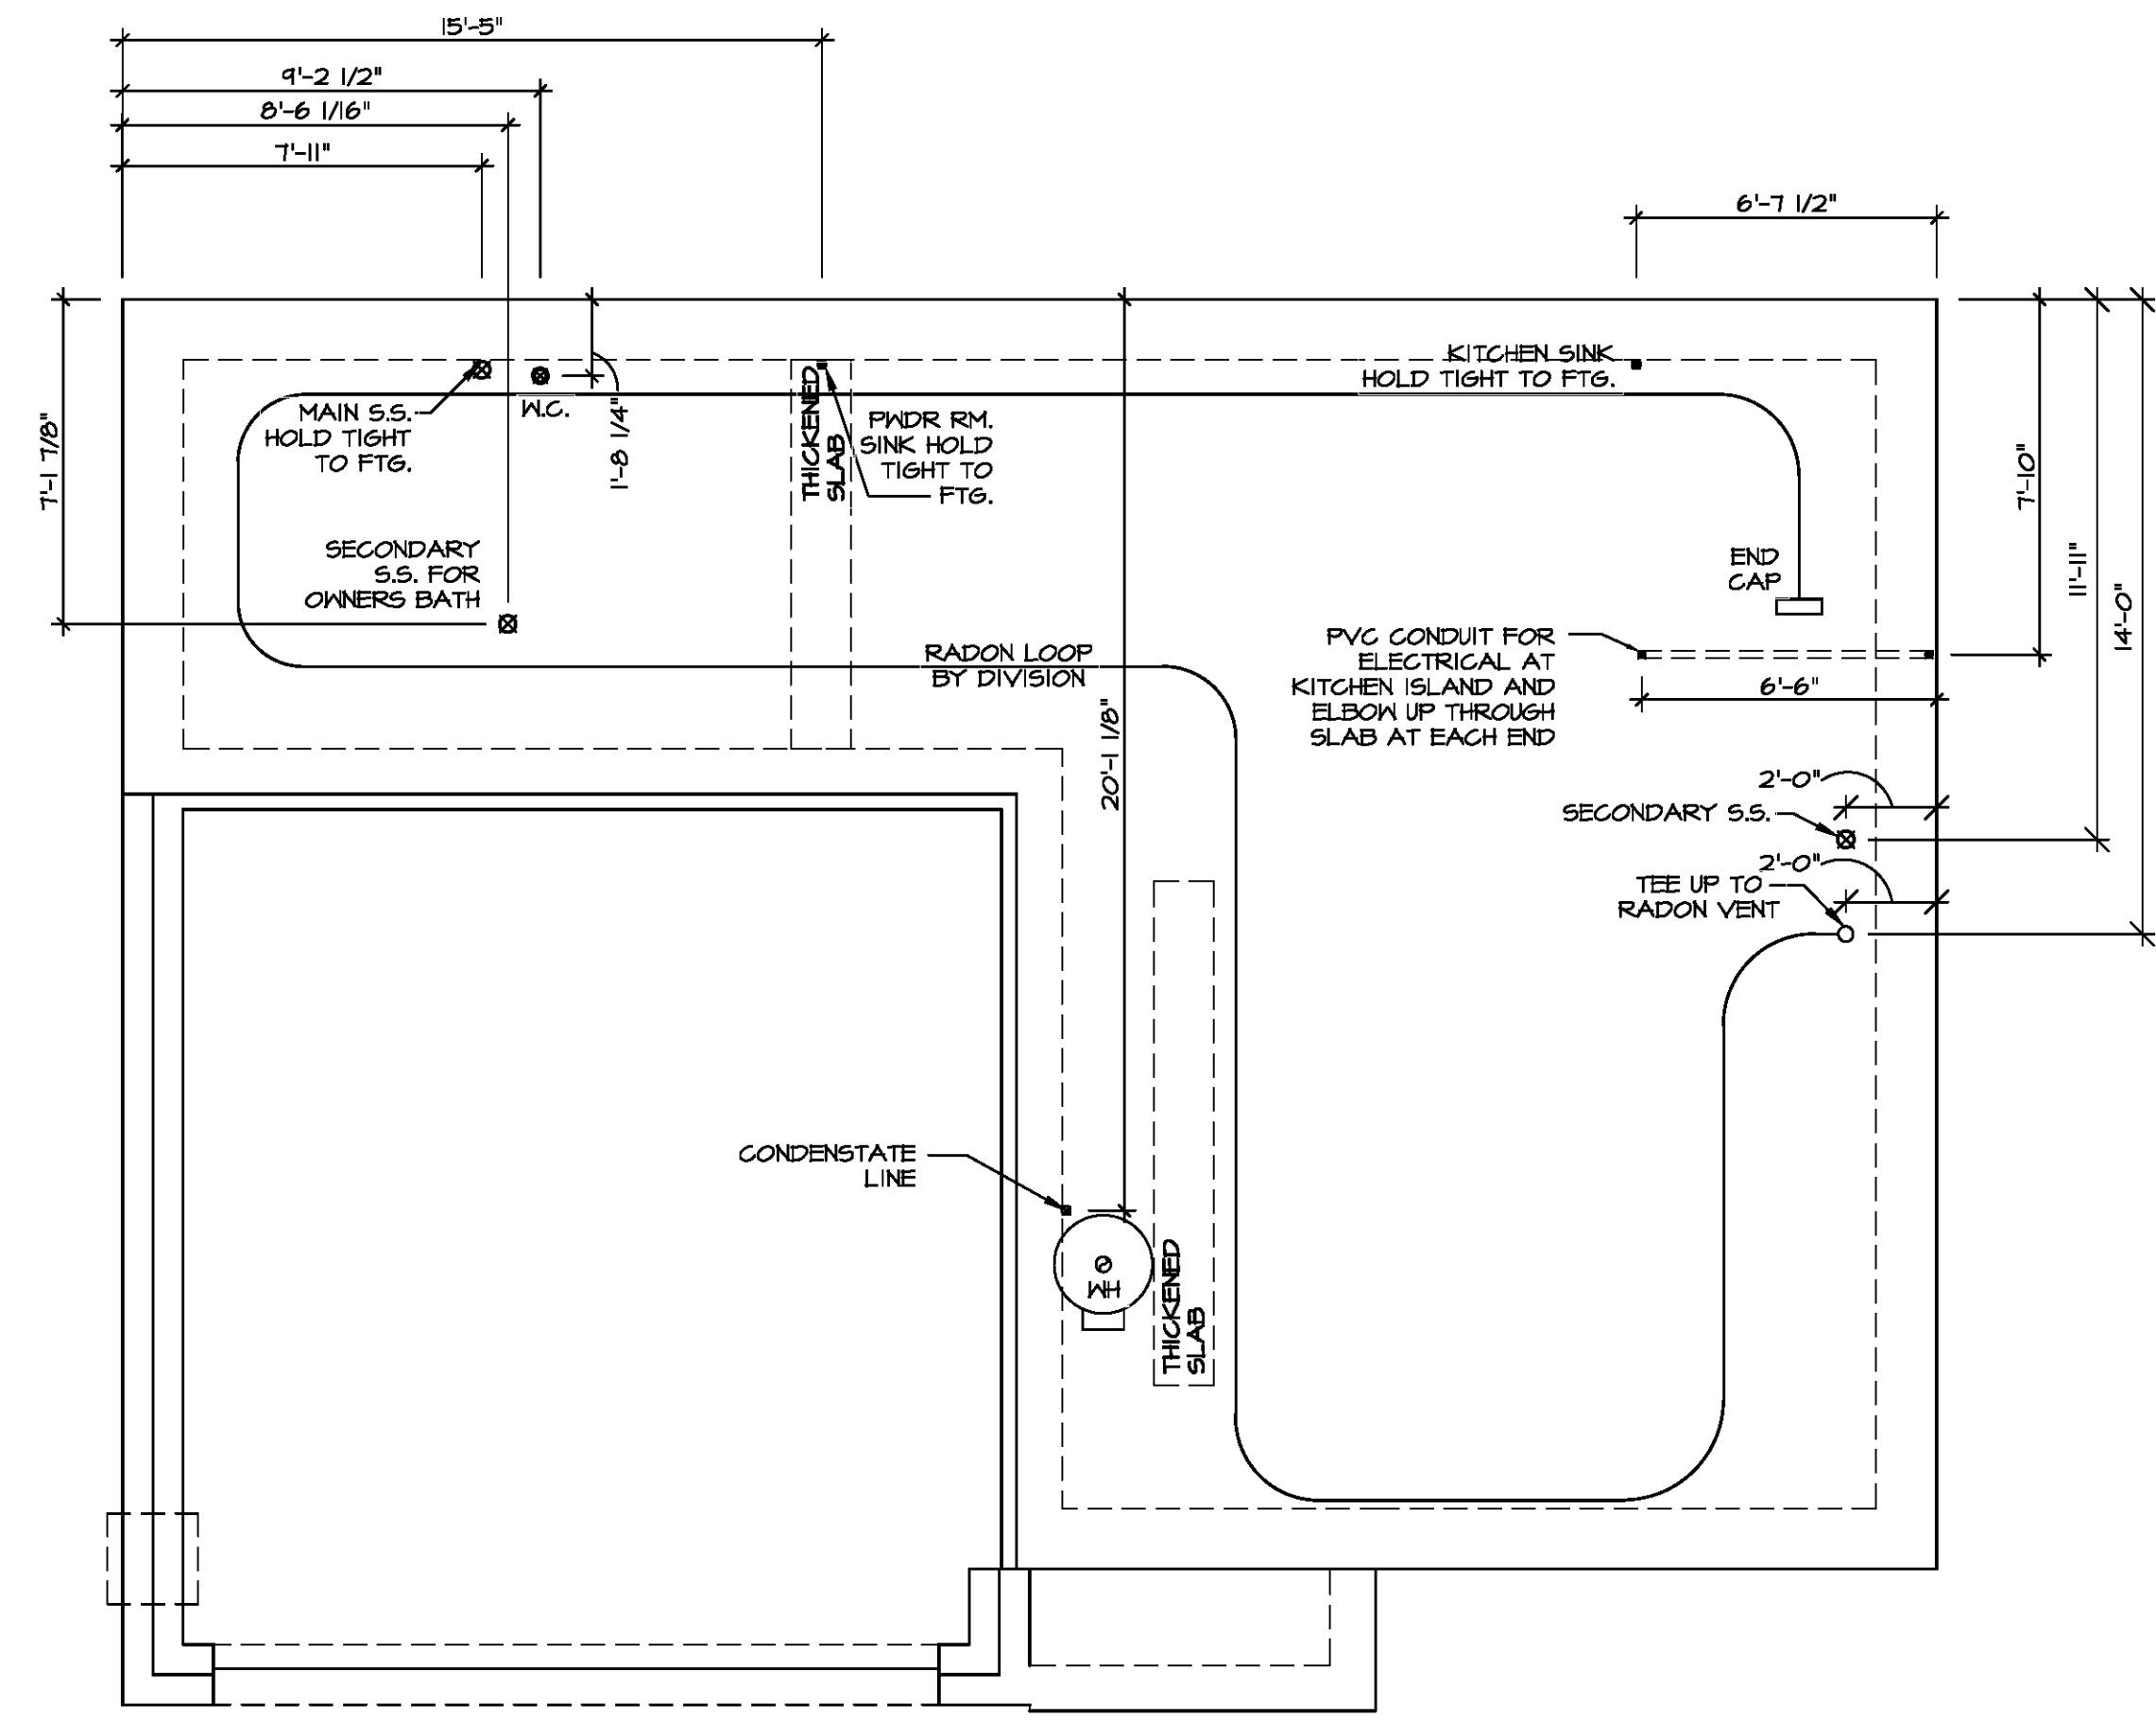 15'-5"
9'-2 1/2"
8'-6 1/16"
7'-11"
6'-7 1/2"
KITCHEN SINK
HOLD TIGHT TO FTG.
MAIN S.S.
HOLD TIGHT
TO FTG.
W.C.
1'-8 1/4"
THICKENED
SLAB
PWDR RM.
SINK HOLD
TIGHT TO
FTG.
7'-1 7/8"
7'-10"
11'-11"
14'-0"
SECONDARY
S.S. FOR
OWNERS BATH
END
CAP
RADON LOOP
BY DIVISION
PVC CONDUIT FOR
ELECTRICAL AT
KITCHEN ISLAND AND
ELBOW UP THROUGH
SLAB AT EACH END
6'-6"
20'-1 1/8"
2'-0"
SECONDARY S.S.
2'-0"
TEE UP TO
RADON VENT
CONDENSTATE
LINE
WH
THICKENED
SLAB